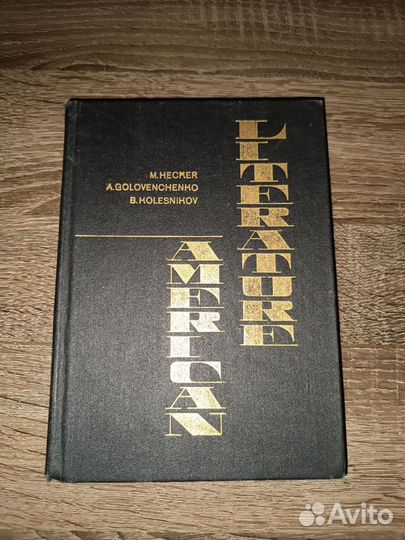 M. HECKER
A. GOLOVENCHENKO
B. KOLESNIKOV
AMERICAN
LITERATURE
Avito